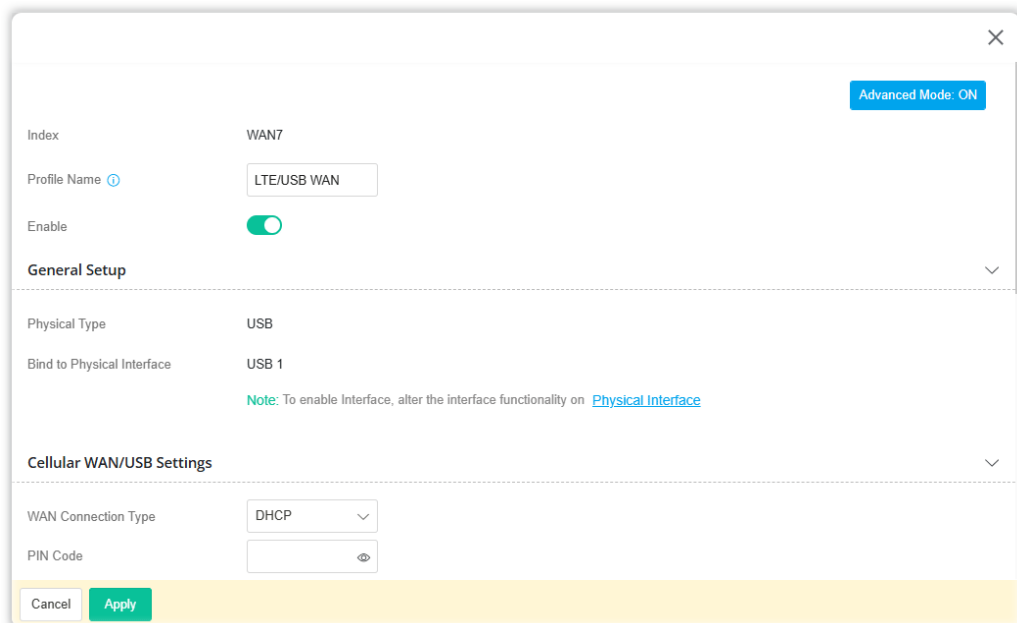 Advanced Mode: ON
Index WAN7
Profile Name LTE/USB WAN
Enable
General Setup
Physical Type USB
Bind to Physical Interface USB 1
Note: To enable Interface, alter the interface functionality on Physical Interface
Cellular WAN/USB Settings
WAN Connection Type DHCP
PIN Code
Cancel Apply